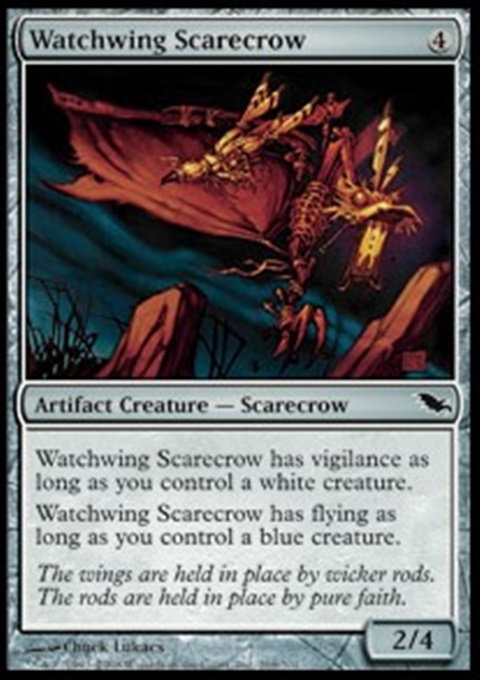 Watchwing Scarecrow 4
Artifact Creature — Scarecrow
Watchwing Scarecrow has vigilance as
long as you control a white creature.
Watchwing Scarecrow has flying as
long as you control a blue creature.
The wings are held in place by wicker rods.
The rods are held in place by pure faith.
Chuck Lukacs
2/4